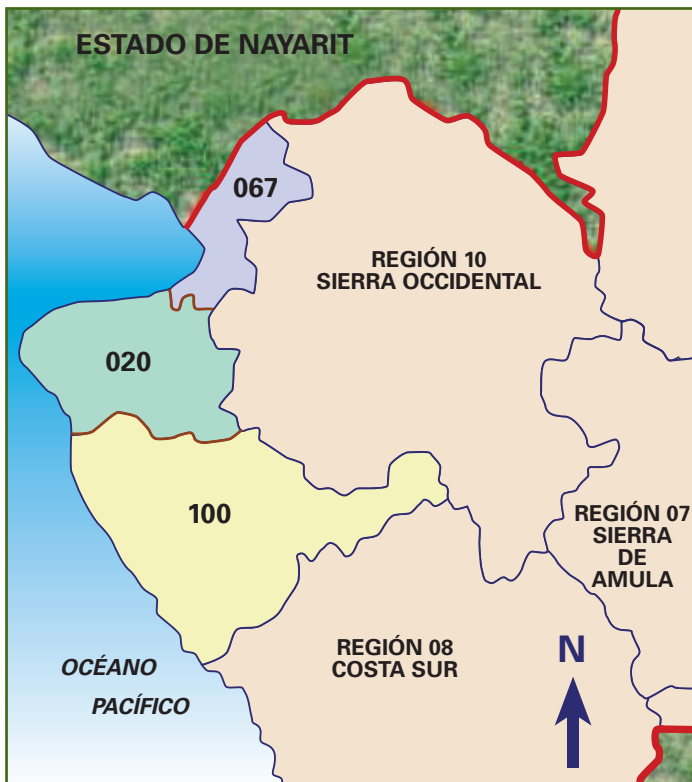 ESTADO DE NAYARIT
067
REGIÓN 10
SIERRA OCCIDENTAL
020
100
REGIÓN 07
SIERRA
DE
AMULA
REGIÓN 08
COSTA SUR
N
OCÉANO
PACÍFICO